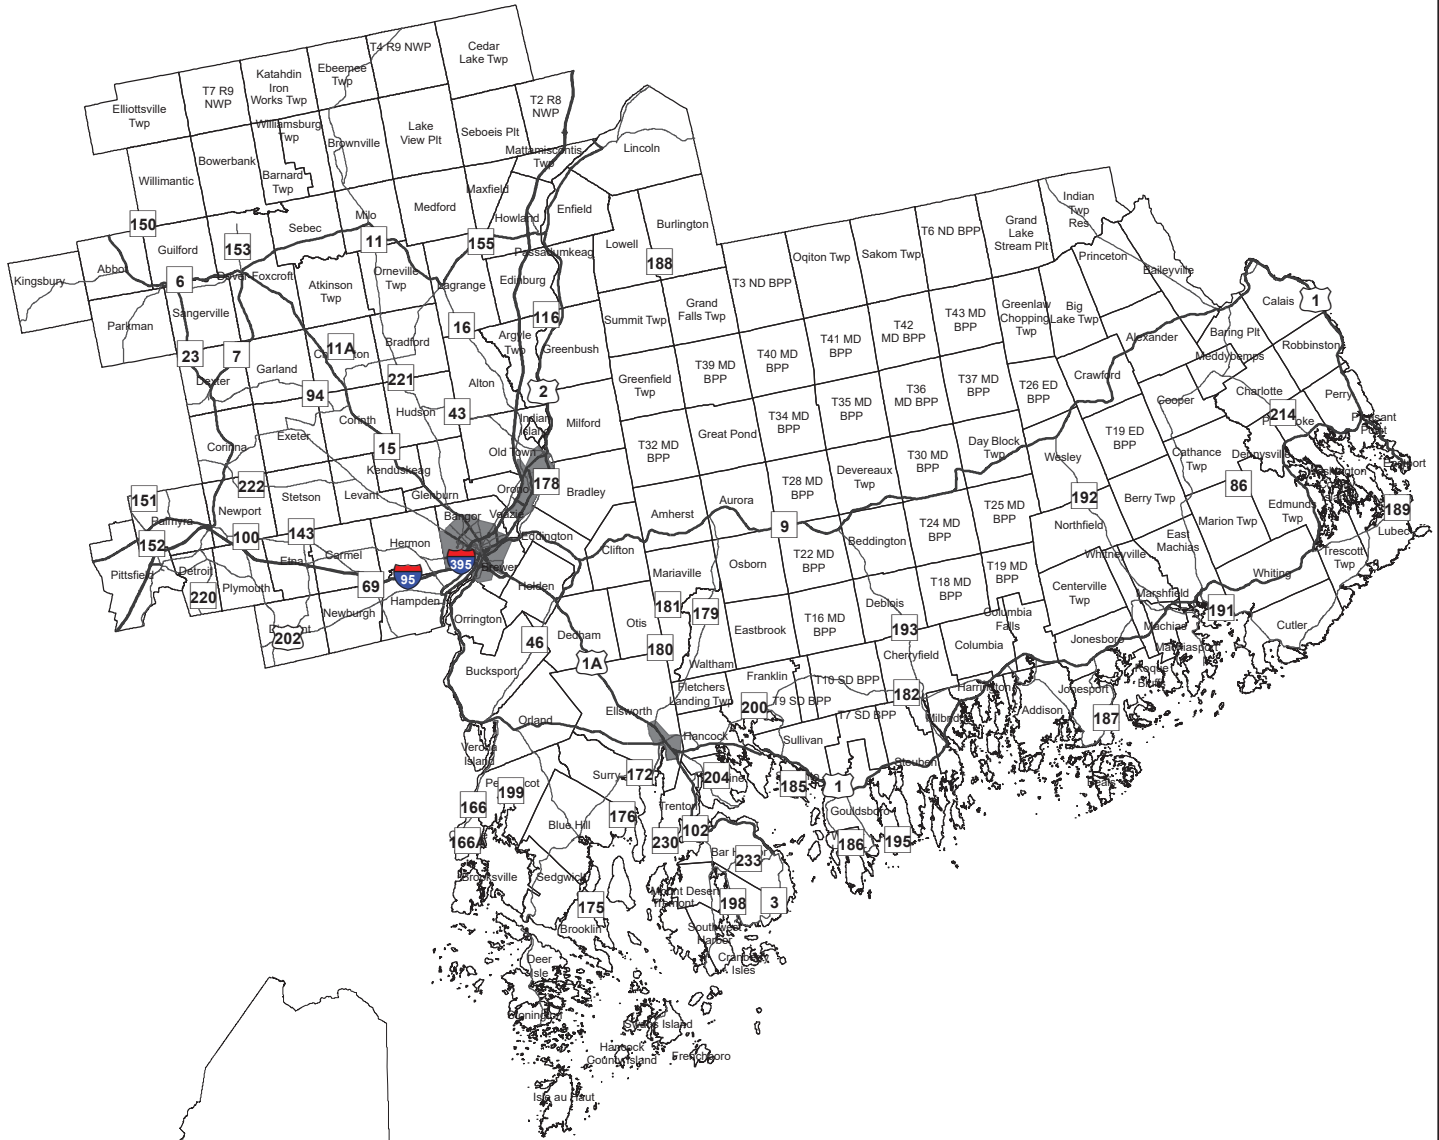 T4 R9 NWP
Cedar
Lake Twp
Ebeemee
Twp
Katahdin
Iron
Works Twp
T7 R9
NWP
Elliottsville
Twp
T2 R8
NWP
Williamsburg
Twp
Brownville
Lake
View Plt
Seboeis Plt
Mattamiscontis
Twp
Lincoln
Bowerbank
Barnard
Twp
Willimantic
Maxfield
Medford
Howland
Enfield
Burlington
Indian
Twp
Res
150
Guilford
153
Sebec
Milo
11
155
Passadumkeag
Lowell
188
T6 ND BPP
Grand
Lake
Stream Plt
Oqiton Twp
Sakom Twp
T3 ND BPP
Princeton
Baileyville
Kingsbury
6
Dover-Foxcroft
Atkinson
Twp
Orneville
Twp
Lagrange
Edinburg
Parkman
Sangerville
16
116
Argyle
Twp
Greenbush
Summit Twp
Grand
Falls Twp
T43 MD
BPP
T42
MD BPP
T41 MD
BPP
T40 MD
BPP
T39 MD
BPP
Greenlaw
Chopping
Twp
Big
Lake Twp
Alexander
Calais
1
Baring Plt
Robbinston
Meddybemps
23
7
11A
Bradford
Dexter
Garland
94
221
Hudson
43
Alton
2
Greenfield
Twp
T37 MD
BPP
T36
MD BPP
T35 MD
BPP
T34 MD
BPP
T26 ED
BPP
Crawford
Cooper
Charlotte
214
Perry
Corinth
Exeter
Corinna
15
Kenduskeag
Old Town
Indian
Island
Milford
Great Pond
T32 MD
BPP
Day Block
Twp
T30 MD
BPP
Devereaux
Twp
T28 MD
BPP
Wesley
T19 ED
BPP
Cathance
Twp
Dennysville
86
151
222
Stetson
Newport
Levant
Glenburn
Orono
178
Bradley
Aurora
Amherst
T25 MD
BPP
192
Berry Twp
Edmunds
Twp
189
Lubec
Palmyra
152
100
143
Etna
Carmel
Hermon
Bangor
Veazie
Eddington
Clifton
9
Beddington
T24 MD
BPP
Northfield
Marion Twp
East
Machias
Whitneyville
Trescott
Twp
Pittsfield
Detroit
220
Plymouth
69
95
395
Brewer
Holden
Hampden
Mariaville
Osborn
T22 MD
BPP
T19 MD
BPP
T18 MD
BPP
Centerville
Twp
Whiting
Marshfield
191
202
Newburgh
Orrington
46
Dedham
Otis
181
179
Eastbrook
T16 MD
BPP
Deblois
193
Columbia
Falls
Columbia
Jonesboro
Machias
Machiasport
Cutler
1A
180
Waltham
Bucksport
Cherryfield
Roque
Bluffs
Franklin
Fletchers
Landing Twp
T10 SD BPP
T9 SD BPP
200
182
Harrington
Jonesport
187
Addison
Milbridge
T7 SD BPP
Orland
Ellsworth
Hancock
Sullivan
Steuben
Verona
Island
Surry
172
204
185
1
Beals
199
166
166A
176
Trenton
102
230
Blue Hill
Gouldsboro
186
195
233
Brooksville
Sedgwick
Mount Desert
Tremont
198
3
175
Brooklin
Southwest
Harbor
Cranberry
Isles
Deer
Isle
Stonington
Swans Island
Hancock
County Island
Frenchboro
Isle au Haut